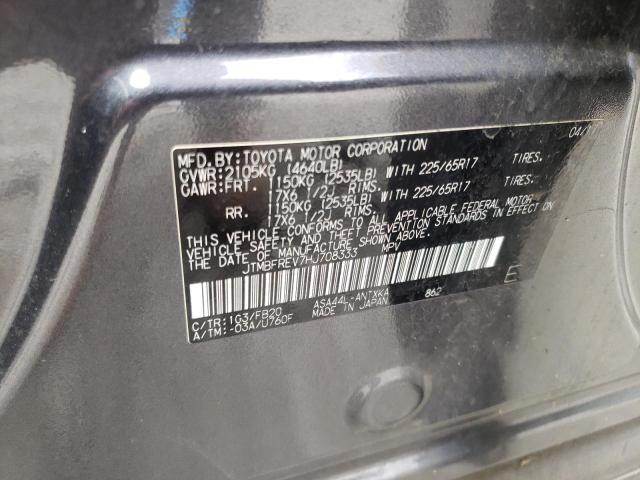 MFD.BY:TOYOTA MOTOR CORPORATION 04/17
GVWR:2105KG (4640LB)
GAWR:FRT. 1150KG (2535LB) WITH 225/65R17 TIRES.
17X6 1/2J RIMS.
RR. 1150KG (2535LB) WITH 225/65R17 TIRES.
17X6 1/2J RIMS.
THIS VEHICLE CONFORMS TO ALL APPLICABLE FEDERAL MOTOR
VEHICLE SAFETY AND THEFT PREVENTION STANDARDS IN EFFECT ON
THE DATE OF MANUFACTURE SHOWN ABOVE.
JTMBFREV7HJ708333 MPV
E
ASA44L-ANTXKA 862
C/TR:1G3/FB20 MADE IN JAPAN
A/TM:-03A/U760F